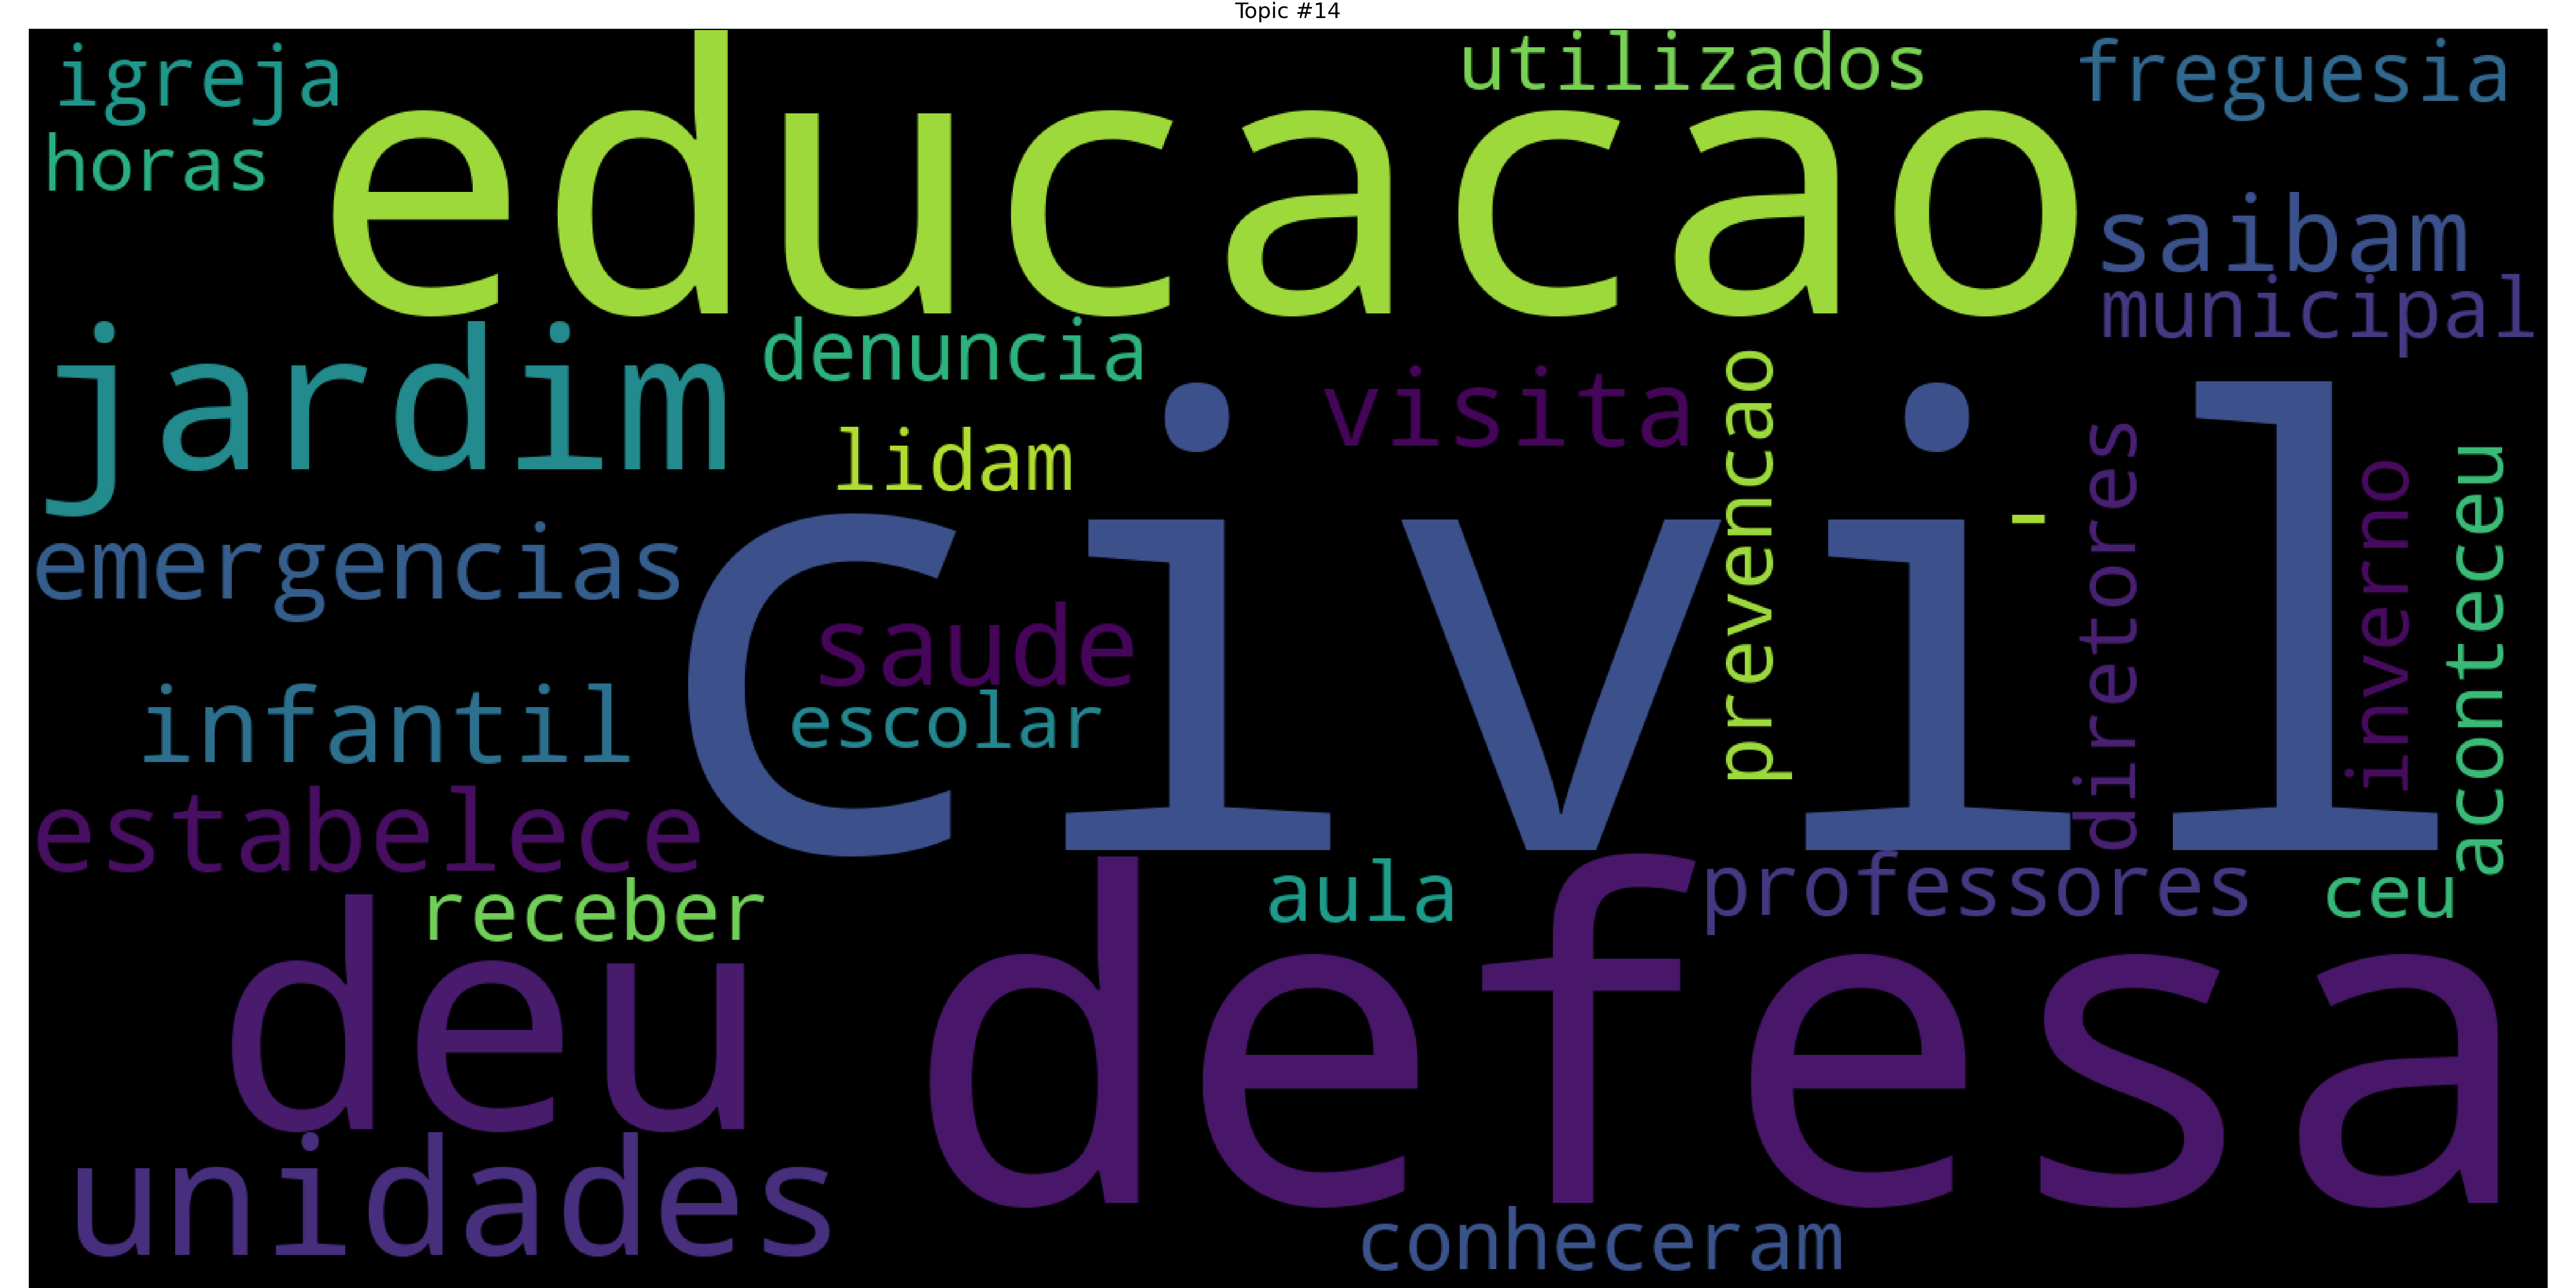 Topic #14
igreja
educacao
utilizados
freguesia
horas
saibam
municipal
jardim
denuncia
visita
prevencao
lidam
civil
-
diretores
inverno
aconteceu
emergencias
saude
infantil
escolar
estabelece
defesa
aula
professores
ceu
deu
receber
unidades
conheceram